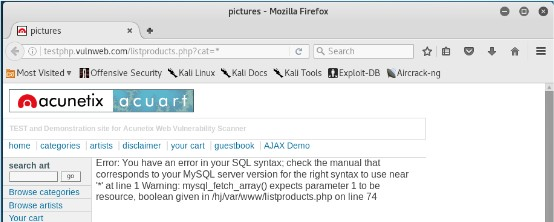 pictures - Mozilla Firefox
pictures
testphp.vulnweb.com/listproducts.php?cat=*
Search
Most Visited Offensive Security Kali Linux Kali Docs Kali Tools Exploit-DB Aircrack-ng
acunetix acuart
TEST and Demonstration site for Acunetix Web Vulnerability Scanner
home | categories | artists | disclaimer | your cart | guestbook | AJAX Demo
search art
go
Browse categories
Browse artists
Your cart
Error: You have an error in your SQL syntax; check the manual that
corresponds to your MySQL server version for the right syntax to use near
'*' at line 1 Warning: mysql_fetch_array() expects parameter 1 to be
resource, boolean given in /hj/var/www/listproducts.php on line 74